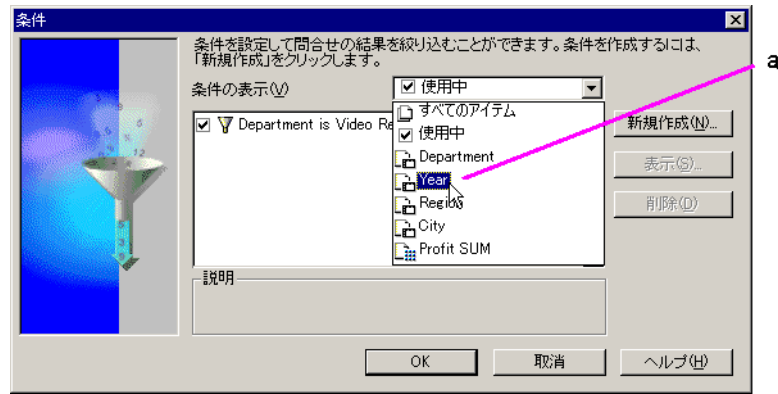 条件
条件を設定して問合せの結果を絞り込むことができます。条件を作成するには、
「新規作成」をクリックします。
条件の表示(V)
使用中
a
Department is Video Re
すべてのアイテム
使用中
Department
Year
Region
City
Profit SUM
新規作成(N)...
表示(S)...
削除(D)
説明
OK
取消
ヘルプ(H)